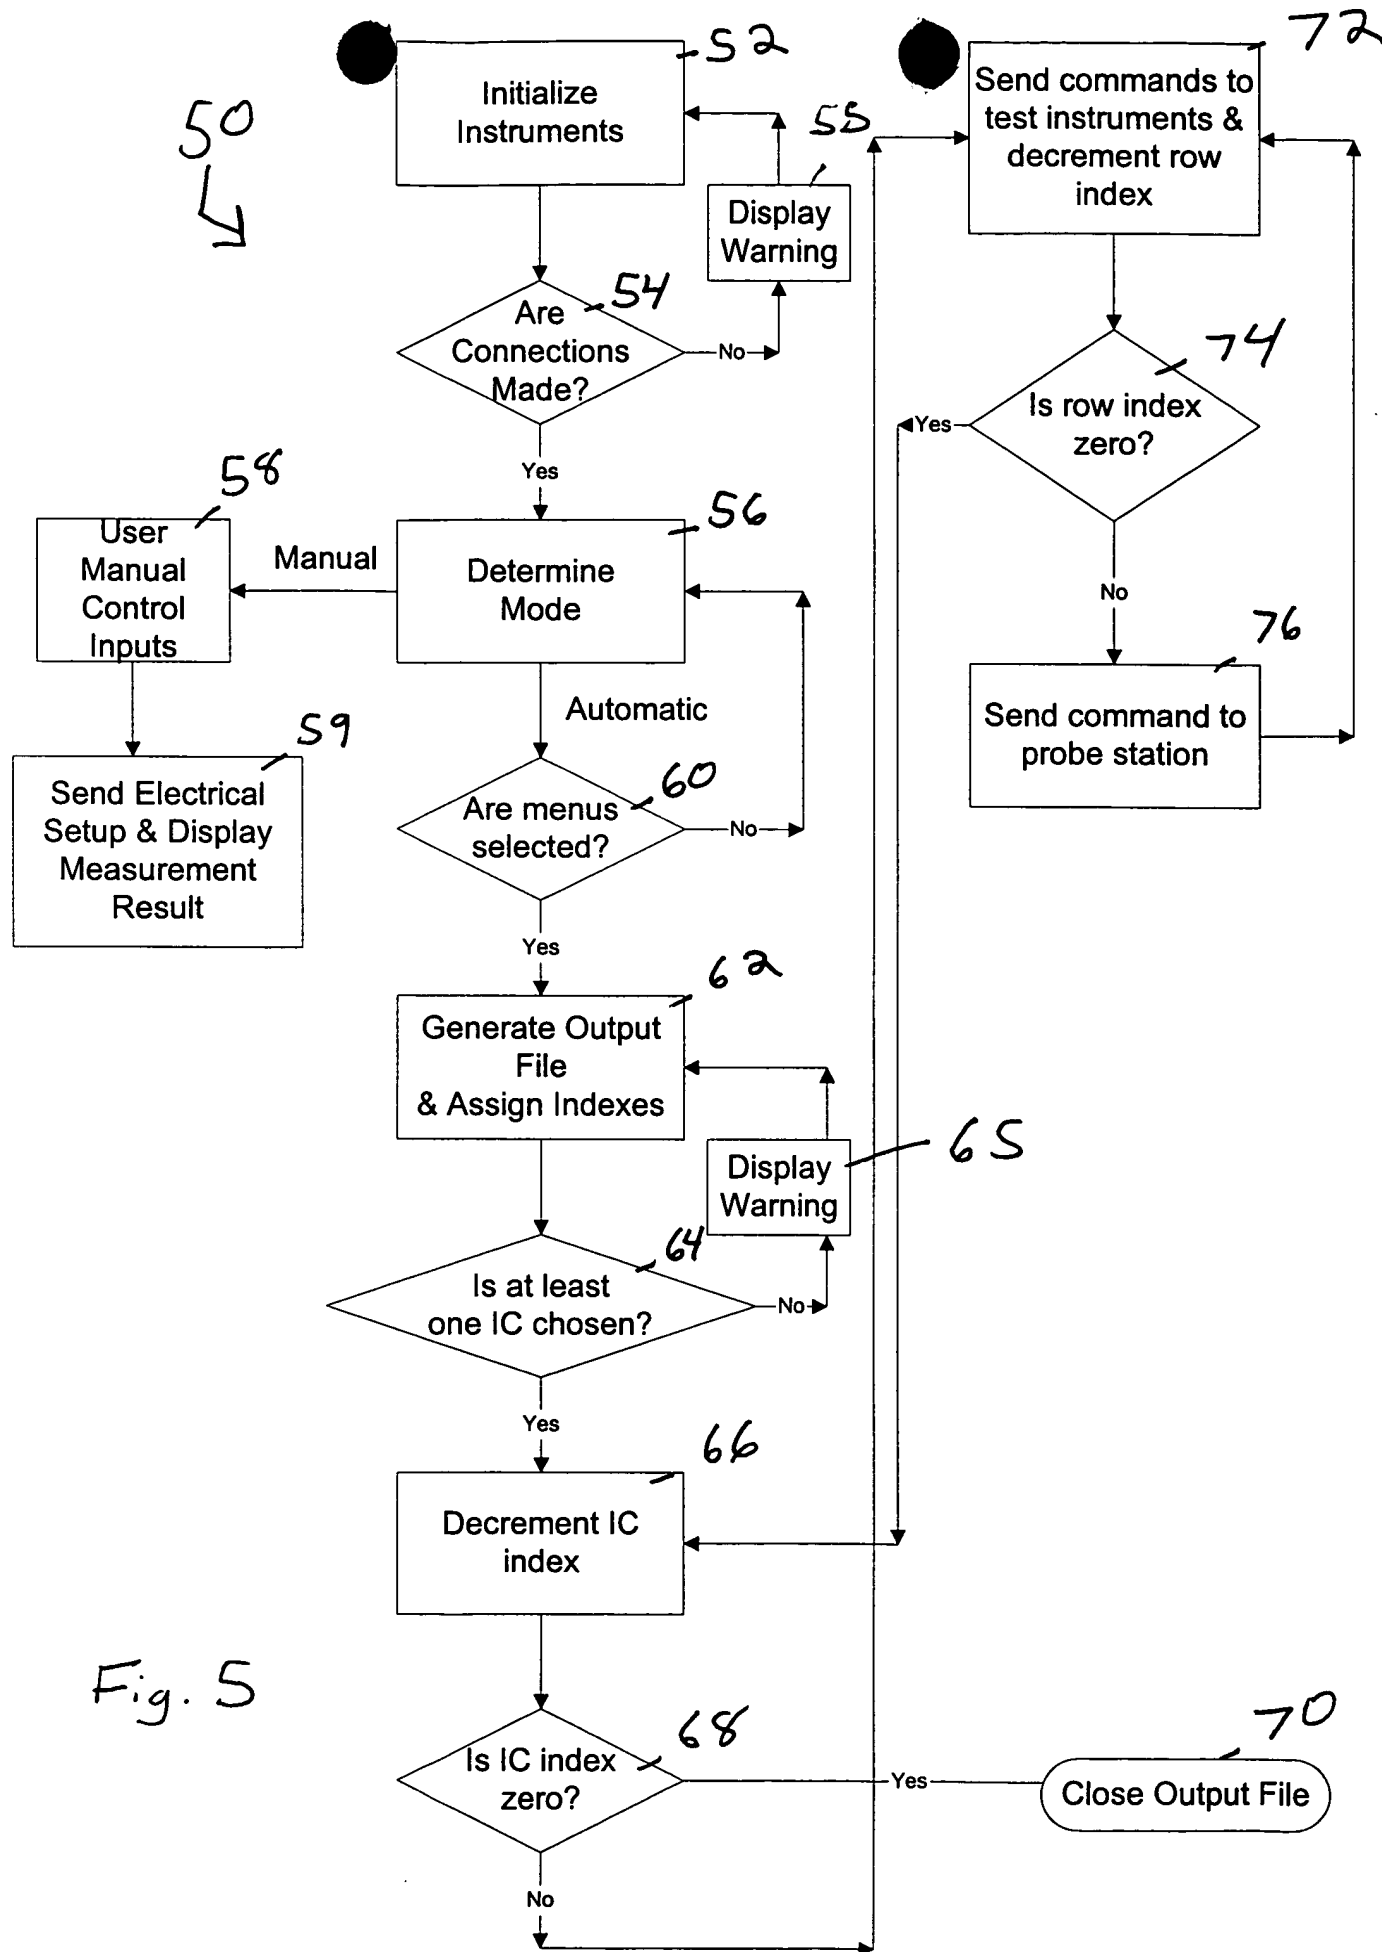 50
52
Initialize
Instruments
55
Display
Warning
54
Are
Connections
Made?
No
Yes
56
Determine
Mode
Manual
58
User
Manual
Control
Inputs
59
Send Electrical
Setup & Display
Measurement
Result
Automatic
60
Are menus
selected?
No
Yes
62
Generate Output
File
& Assign Indexes
65
Display
Warning
64
Is at least
one IC chosen?
No
Yes
66
Decrement IC
index
68
Is IC index
zero?
Yes
70
Close Output File
No
72
Send commands to
test instruments &
decrement row
index
74
Is row index
zero?
Yes
No
76
Send command to
probe station
Fig. 5